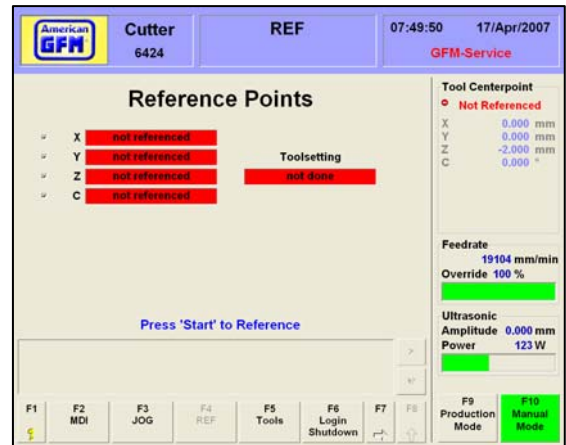 American
GFM
Cutter
6424
REF
07:49:50 17/Apr/2007
GFM-Service
Reference Points
X not referenced
Y not referenced
Z not referenced
C not referenced
Toolsetting
not done
Press 'Start' to Reference
Tool Centerpoint
Not Referenced
X 0.000 mm
Y 0.000 mm
Z -2.000 mm
C 0.000 °
Feedrate
19104 mm/min
Override 100 %
Ultrasonic
Amplitude 0.000 mm
Power 123 W
F1
F2
MDI
F3
JOG
F4
REF
F5
Tools
F6
Login
Shutdown
F7
F8
F9
Production
Mode
F10
Manual
Mode